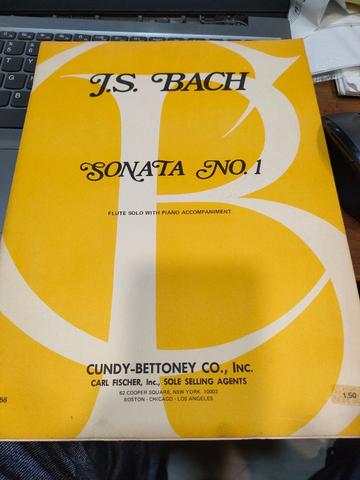 J.S. BACH
SONATA NO. 1
FLUTE SOLO WITH PIANO ACCOMPANIMENT
CUNDY-BETTONEY CO., Inc.
CARL FISCHER, Inc., SOLE SELLING AGENTS
62 COOPER SQUARE, NEW YORK, 10003
BOSTON - CHICAGO - LOS ANGELES
56
1.50